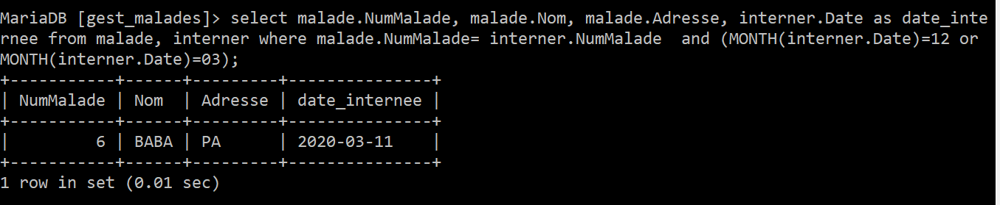 MariaDB [gest_malades]> select malade.NumMalade, malade.Nom, malade.Adresse, interner.Date as date_inte
rnee from malade, interner where malade.NumMalade= interner.NumMalade  and (MONTH(interner.Date)=12 or
MONTH(interner.Date)=03);
+-----------+------+---------+---------------+
| NumMalade | Nom  | Adresse | date_internee |
+-----------+------+---------+---------------+
|         6 | BABA | PA      | 2020-03-11    |
+-----------+------+---------+---------------+
1 row in set (0.01 sec)